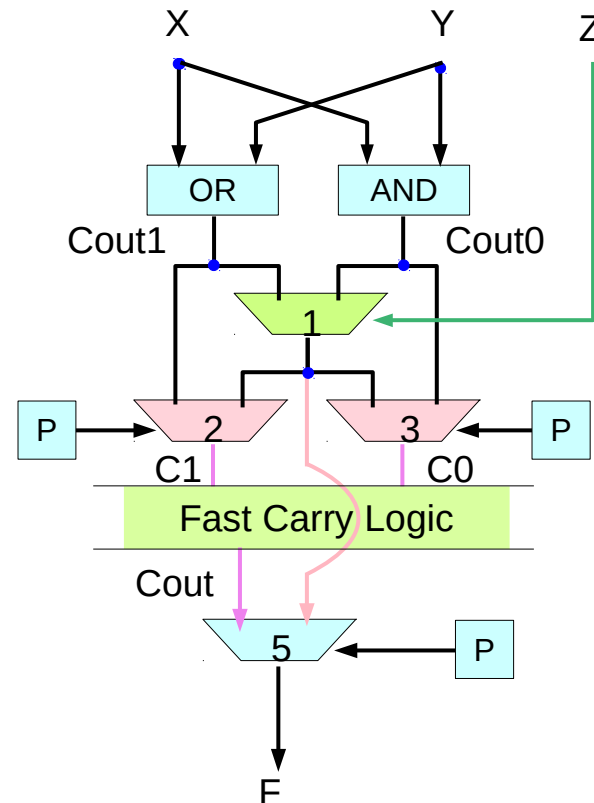 X Y Z
OR AND
Cout1 Cout0
1
P 2 3 P
C1 C0
Fast Carry Logic
Cout
5 P
F